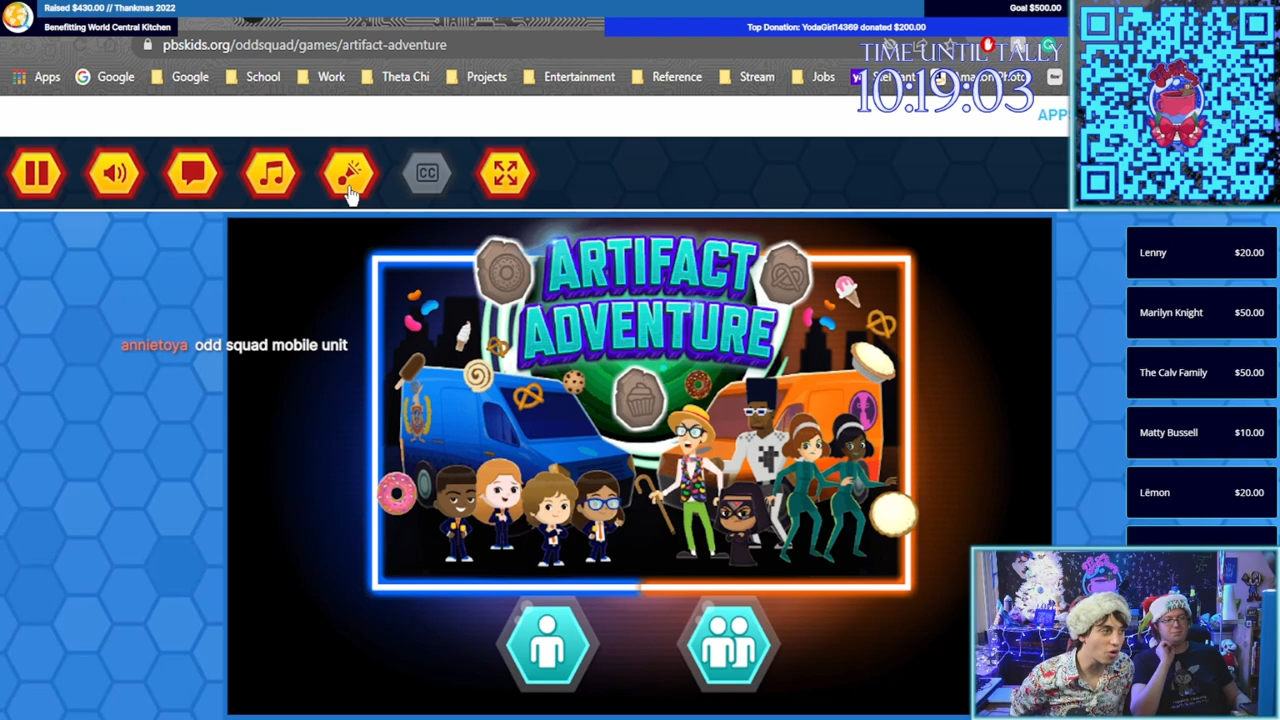 Raised $430.00 // Thankmas 2022
Goal $500.00
Benefitting World Central Kitchen
Top Donation: YodaGirl14369 donated $200.00
pbskids.org/oddsquad/games/artifact-adventure
TIME UNTIL TALLY
10:19:03
Apps
Google
Google
School
Work
Theta Chi
Projects
Entertainment
Reference
Stream
Jobs
APP
CC
ARTIFACT
ADVENTURE
annietoya odd squad mobile unit
Lenny $20.00
Marilyn Knight $50.00
The Calv Family $50.00
Matty Bussell $10.00
Lēmon $20.00